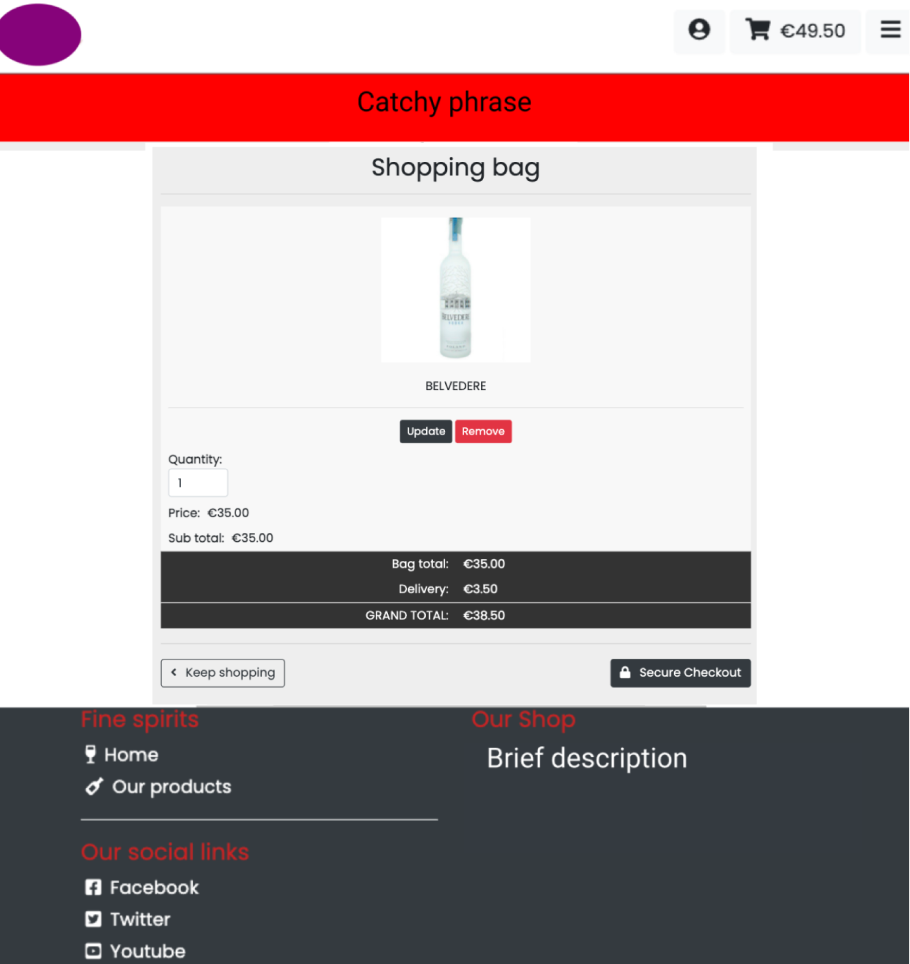 €49.50
Catchy phrase
Shopping bag
BELVEDERE
BELVEDERE
Update Remove
Quantity:
1
Price: €35.00
Sub total: €35.00
Bag total: €35.00
Delivery: €3.50
GRAND TOTAL: €38.50
Keep shopping
Secure Checkout
Fine spirits
Home
Our products
Our social links
Facebook
Twitter
Youtube
Our Shop
Brief description